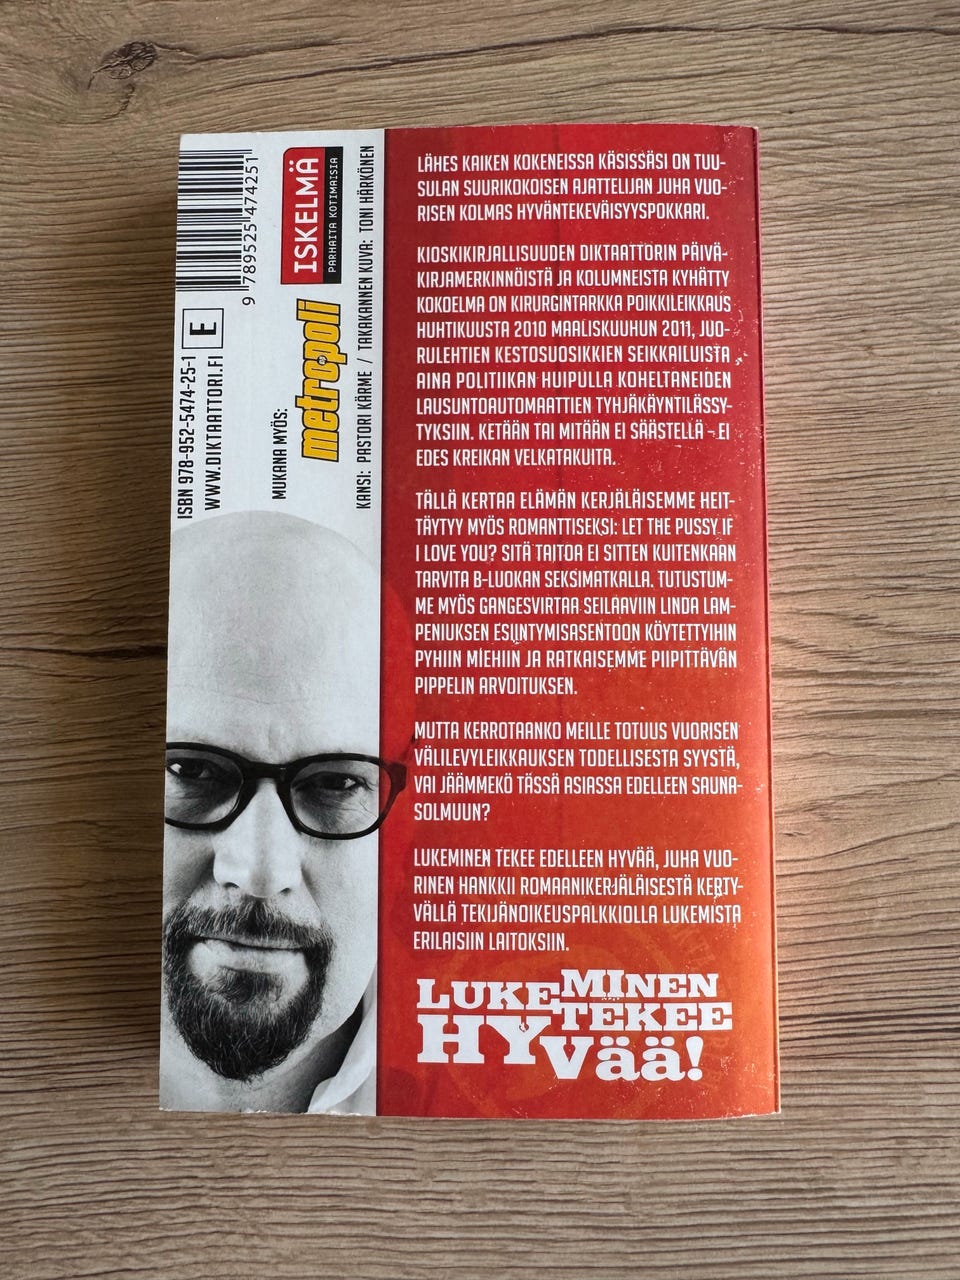 9 789525 474251
ISBN 978-952-5474-25-1
E
WWW.DIKTAATTORI.FI
ISKELMÄ
PARHAITA KOTIMAISIA
MUKANA MYÖS:
metropoli
KANSI: PASTORI KÄRME / TAKAKANNEN KUVA: TONI HÄRKÖNEN
LÄHES KAIKEN KOKENEISSA KÄSISSÄSI ON TUU-
SULAN SUURIKOKOISEN AJATTELIJAN JUHA VUO-
RISEN KOLMAS HYVÄNTEKEVÄISYYSPOKKARI.
KIOSKIKIRJALLISUUDEN DIKTAATTORIN PÄIVÄ-
KIRJAMERKINNÖISTÄ JA KOLUMNEISTA KYHÄTTY
KOKOELMA ON KIRURGINTARKKA POIKKILEIKKAUS
HUHTIKUUSTA 2010 MAALISKUUHUN 2011, JUO-
RULEHTIEN KESTOSUOSIKKIEN SEIKKAILUISTA
AINA POLITIIKAN HUIPULLA KOHELTANEIDEN
LAUSUNTOAUTOMAATTIEN TYHJÄKÄYNTILÄSSY-
TYKSIIN. KETÄÄN TAI MITÄÄN EI SÄÄSTELLÄ – EI
EDES KREIKAN VELKATAKUITA.
TÄLLÄ KERTAA ELÄMÄN KERJÄLÄISEMME HEIT-
TÄYTYY MYÖS ROMANTTISEKSI: LET THE PUSSY IF
I LOVE YOU? SITÄ TAITOA EI SITTEN KUITENKAAN
TARVITA B-LUOKAN SEKSIMATKALLA. TUTUSTUM-
ME MYÖS GANGESVIRTAA SEILAAVIIN LINDA LAM-
PENIUKSEN ESIINTYMISASENTOON KÖYTETTYIHIN
PYHIIN MIEHIIN JA RATKAISEMME PIIPITTÄVÄN
PIPPELIN ARVOITUKSEN.
MUTTA KERROTAANKO MEILLE TOTUUS VUORISEN
VÄLILEVYLEIKKAUKSEN TODELLISESTA SYYSTÄ,
VAI JÄÄMMEKÖ TÄSSÄ ASIASSA EDELLEEN SAUNA-
SOLMUUN?
LUKEMINEN TEKEE EDELLEEN HYVÄÄ, JUHA VUO-
RINEN HANKKII ROMAANIKERJÄLÄISESTÄ KERTY-
VÄLLÄ TEKIJÄNOIKEUSPALKKIOLLA LUKEMISTA
ERILAISIIN LAITOKSIIN.
LUKEMINEN
TEKEE
HYVää!